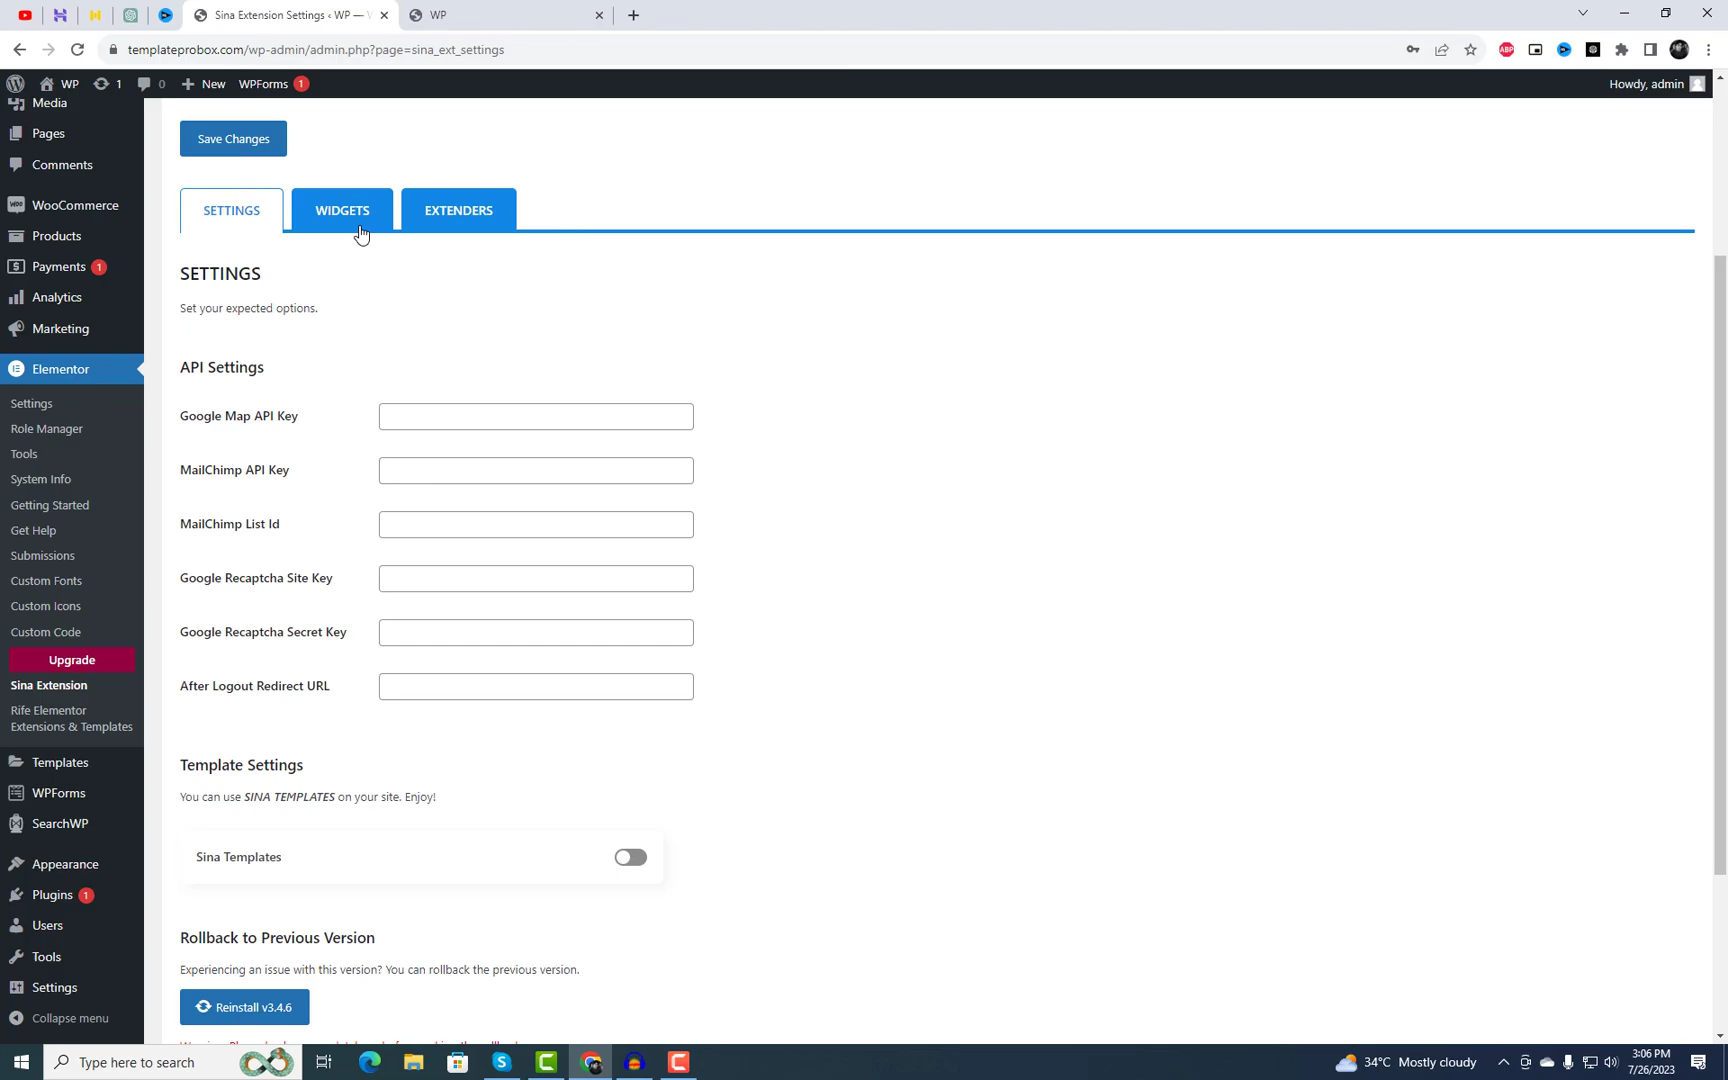 Sina Extension Settings ‹ WP —
WP
templateprobox.com/wp-admin/admin.php?page=sina_ext_settings
WP
1
0
New
WPForms 1
Howdy, admin
Media
Pages
Comments
WooCommerce
Products
Payments 1
Analytics
Marketing
Elementor
Settings
Role Manager
Tools
System Info
Getting Started
Get Help
Submissions
Custom Fonts
Custom Icons
Custom Code
Upgrade
Sina Extension
Rife Elementor
Extensions & Templates
Templates
WPForms
SearchWP
Appearance
Plugins 1
Users
Tools
Settings
Collapse menu
Save Changes
SETTINGS
WIDGETS
EXTENDERS
SETTINGS
Set your expected options.
API Settings
Google Map API Key
MailChimp API Key
MailChimp List Id
Google Recaptcha Site Key
Google Recaptcha Secret Key
After Logout Redirect URL
Template Settings
You can use SINA TEMPLATES on your site. Enjoy!
Sina Templates
Rollback to Previous Version
Experiencing an issue with this version? You can rollback the previous version.
Reinstall v3.4.6
Type here to search
34°C Mostly cloudy
3:06 PM
7/26/2023